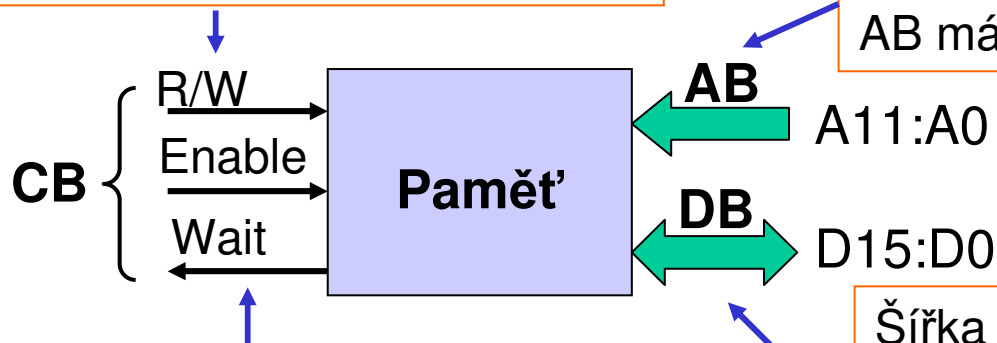 AB má
R/W
AB
A11:A0
Enable
CB
Paměť
DB
Wait
D15:D0
Šířka